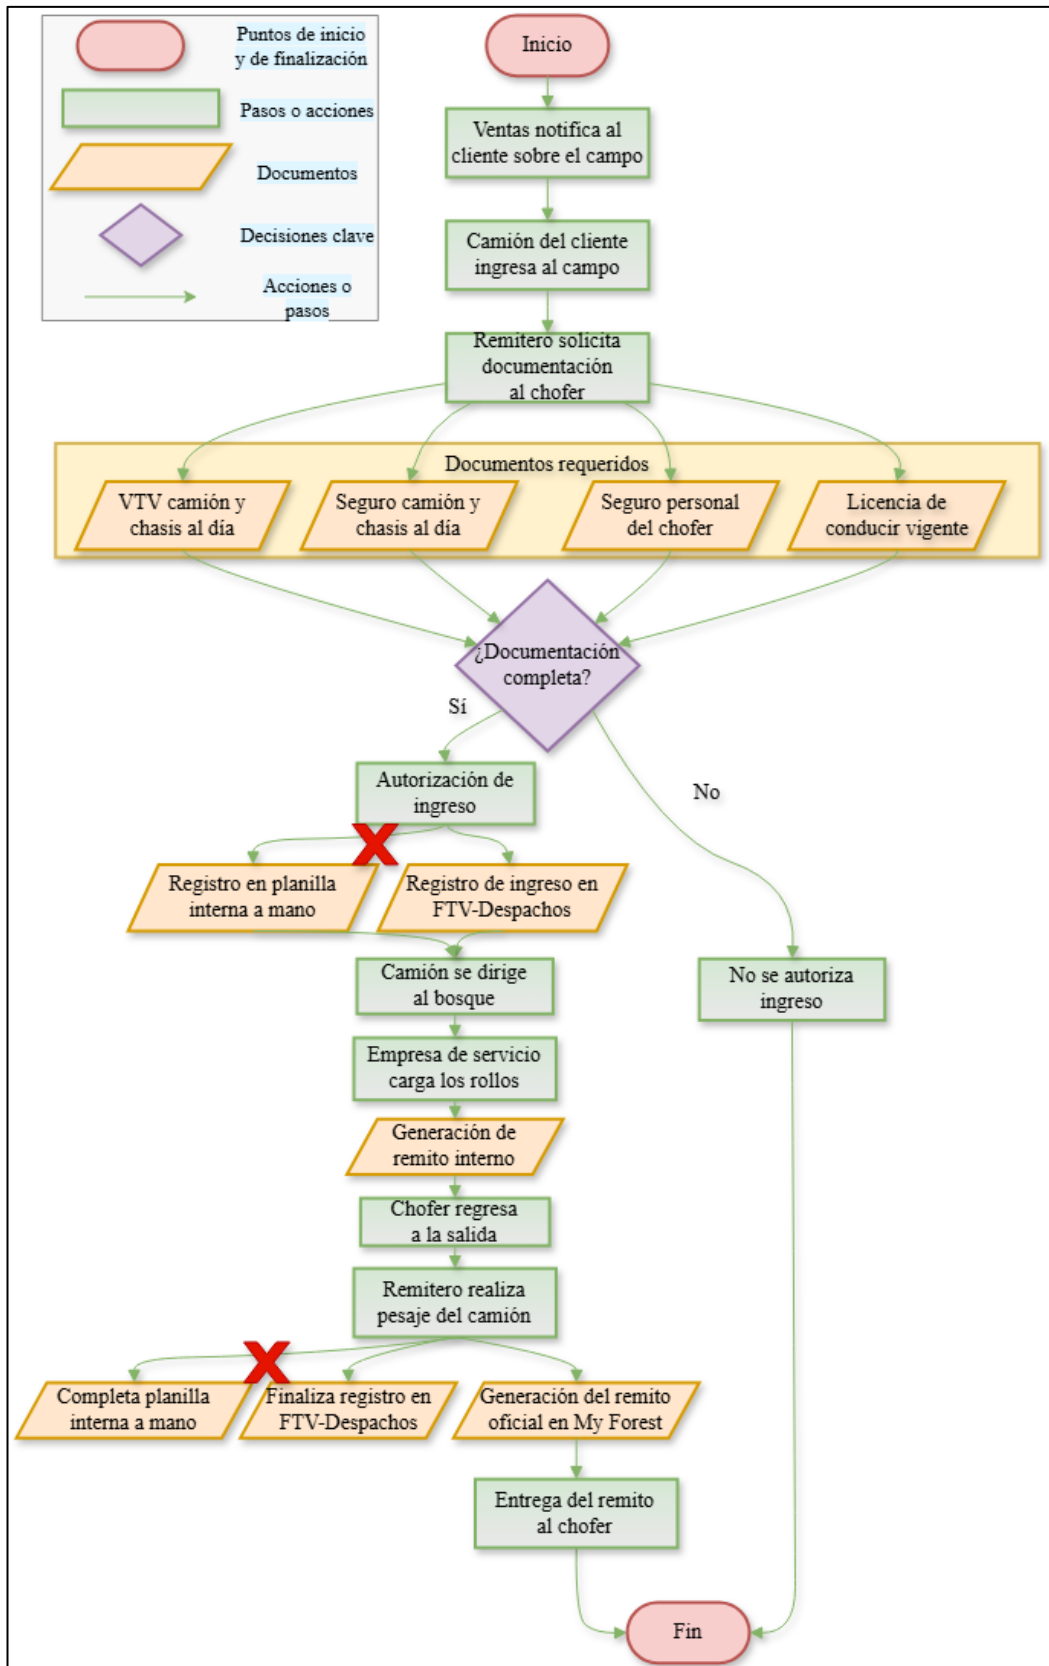 Puntos de inicio
y de finalización
Pasos o acciones
Documentos
Decisiones clave
Acciones o
pasos
Inicio
Ventas notifica al
cliente sobre el campo
Camión del cliente
ingresa al campo
Remitero solicita
documentación
al chofer
Documentos requeridos
VTV camión y
chasis al día
Seguro camión y
chasis al día
Seguro personal
del chofer
Licencia de
conducir vigente
¿Documentación
completa?
Sí
No
Autorización de
ingreso
Registro en planilla
interna a mano
Registro de ingreso en
FTV-Despachos
Camión se dirige
al bosque
No se autoriza
ingreso
Empresa de servicio
carga los rollos
Generación de
remito interno
Chofer regresa
a la salida
Remitero realiza
pesaje del camión
Completa planilla
interna a mano
Finaliza registro en
FTV-Despachos
Generación del remito
oficial en My Forest
Entrega del remito
al chofer
Fin